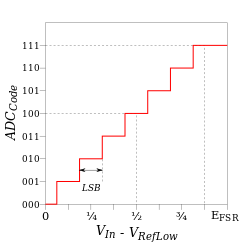 111
110
101
100
011
010
001
000
ADC_Code
LSB
0 ¼ ½ ¾ E_FSR
V_In - V_RefLow